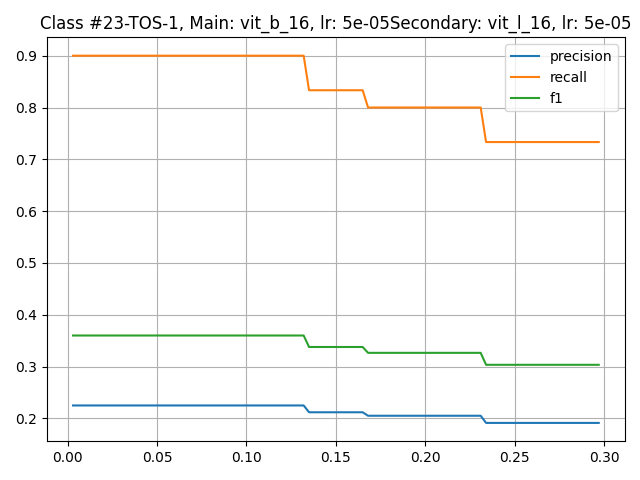 Class #23-TOS-1, Main: vit_b_16, lr: 5e-05Secondary: vit_l_16, lr: 5e-05
precision
recall
f1
0.9
0.8
0.7
0.6
0.5
0.4
0.3
0.2
0.00 0.05 0.10 0.15 0.20 0.25 0.30